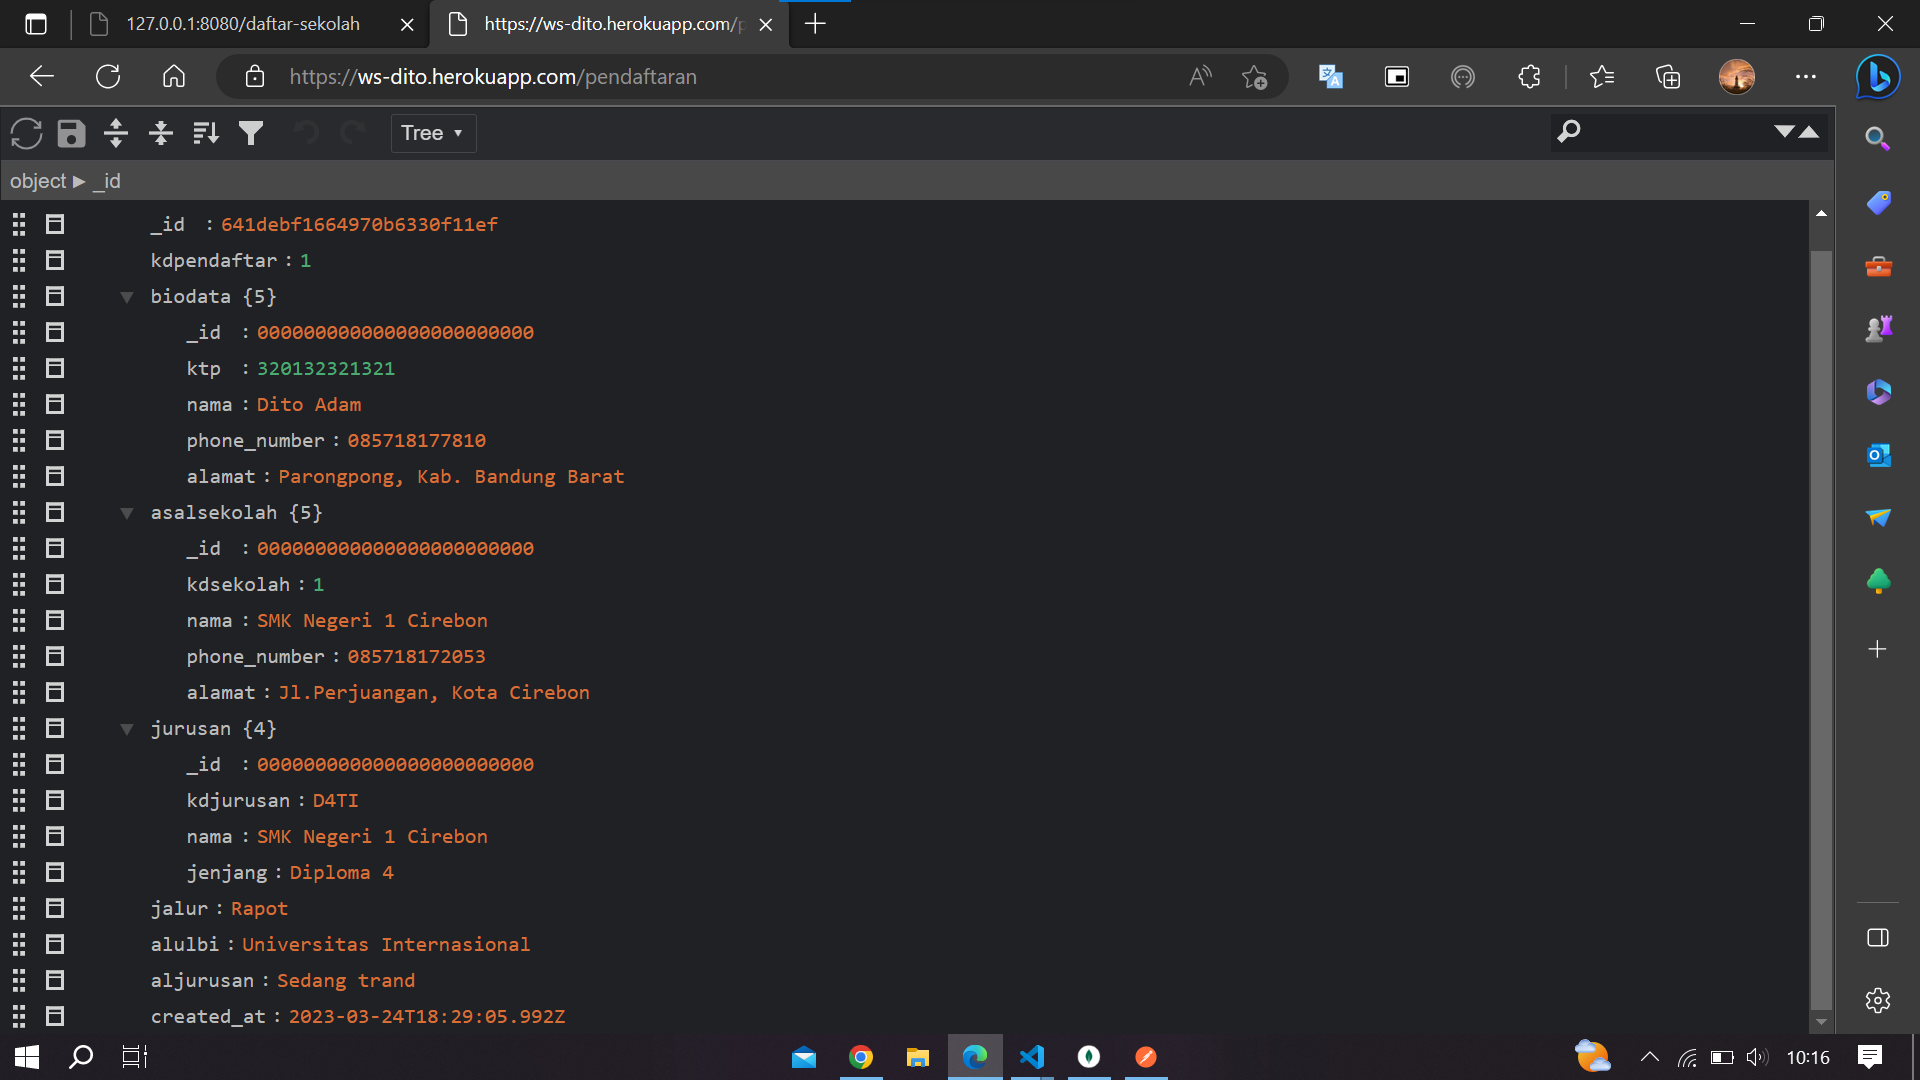 127.0.0.1:8080/daftar-sekolah
https://ws-dito.herokuapp.com/p
https://ws-dito.herokuapp.com/pendaftaran
Tree
object ► _id
_id : 641debf1664970b6330f11ef
kdpendaftar : 1
biodata {5}
_id : 000000000000000000000000
ktp : 320132321321
nama : Dito Adam
phone_number : 085718177810
alamat : Parongpong, Kab. Bandung Barat
asalsekolah {5}
_id : 000000000000000000000000
kdsekolah : 1
nama : SMK Negeri 1 Cirebon
phone_number : 085718172053
alamat : Jl.Perjuangan, Kota Cirebon
jurusan {4}
_id : 000000000000000000000000
kdjurusan : D4TI
nama : SMK Negeri 1 Cirebon
jenjang : Diploma 4
jalur : Rapot
alulbi : Universitas Internasional
aljurusan : Sedang trand
created_at : 2023-03-24T18:29:05.992Z
10:16